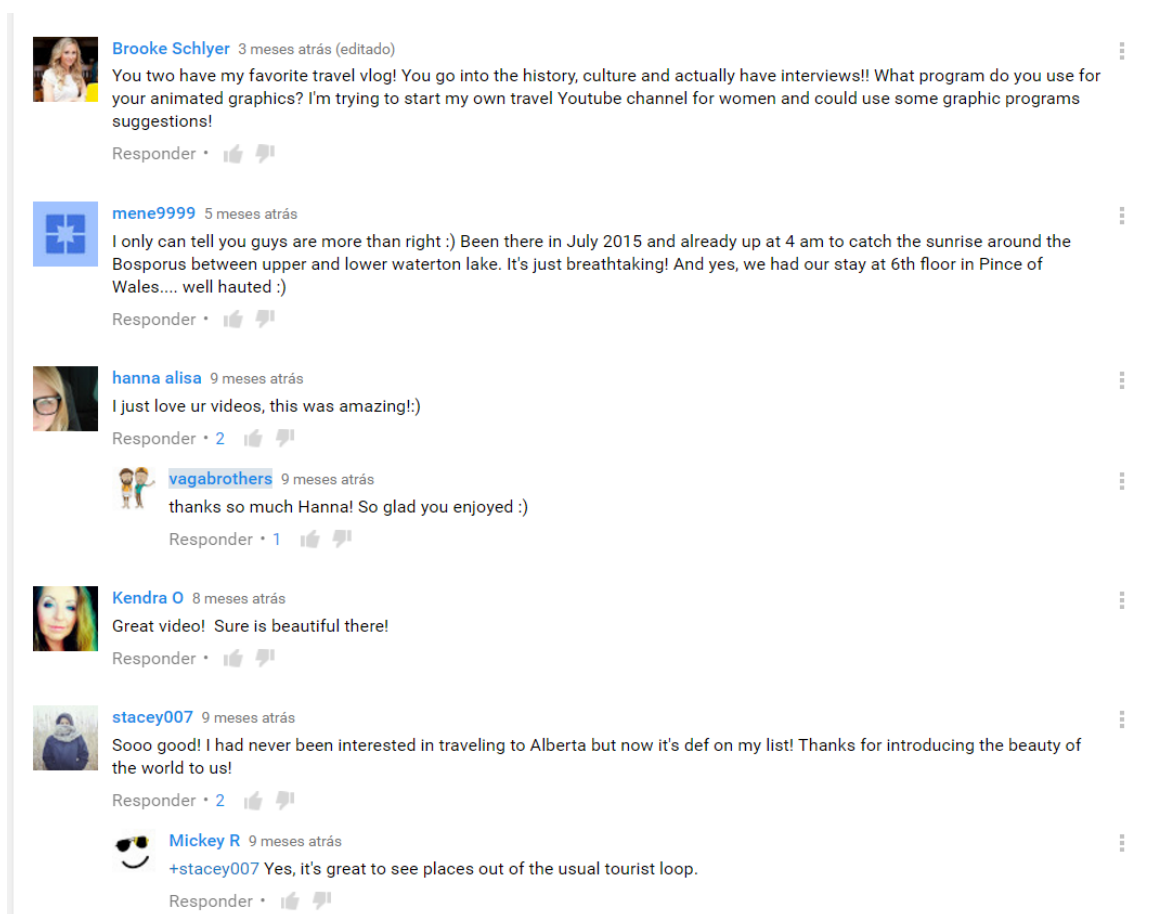 Brooke Schlyer 3 meses atrás (editado)
You two have my favorite travel vlog! You go into the history, culture and actually have interviews!! What program do you use for
your animated graphics? I'm trying to start my own travel Youtube channel for women and could use some graphic programs
suggestions!
Responder •
mene9999 5 meses atrás
I only can tell you guys are more than right :) Been there in July 2015 and already up at 4 am to catch the sunrise around the
Bosporus between upper and lower waterton lake. It's just breathtaking! And yes, we had our stay at 6th floor in Pince of
Wales.... well hauted :)
Responder •
hanna alisa 9 meses atrás
I just love ur videos, this was amazing!:)
Responder • 2
vagabrothers 9 meses atrás
thanks so much Hanna! So glad you enjoyed :)
Responder • 1
Kendra O 8 meses atrás
Great video!  Sure is beautiful there!
Responder •
stacey007 9 meses atrás
Sooo good! I had never been interested in traveling to Alberta but now it's def on my list! Thanks for introducing the beauty of
the world to us!
Responder • 2
Mickey R 9 meses atrás
+stacey007 Yes, it's great to see places out of the usual tourist loop.
Responder •